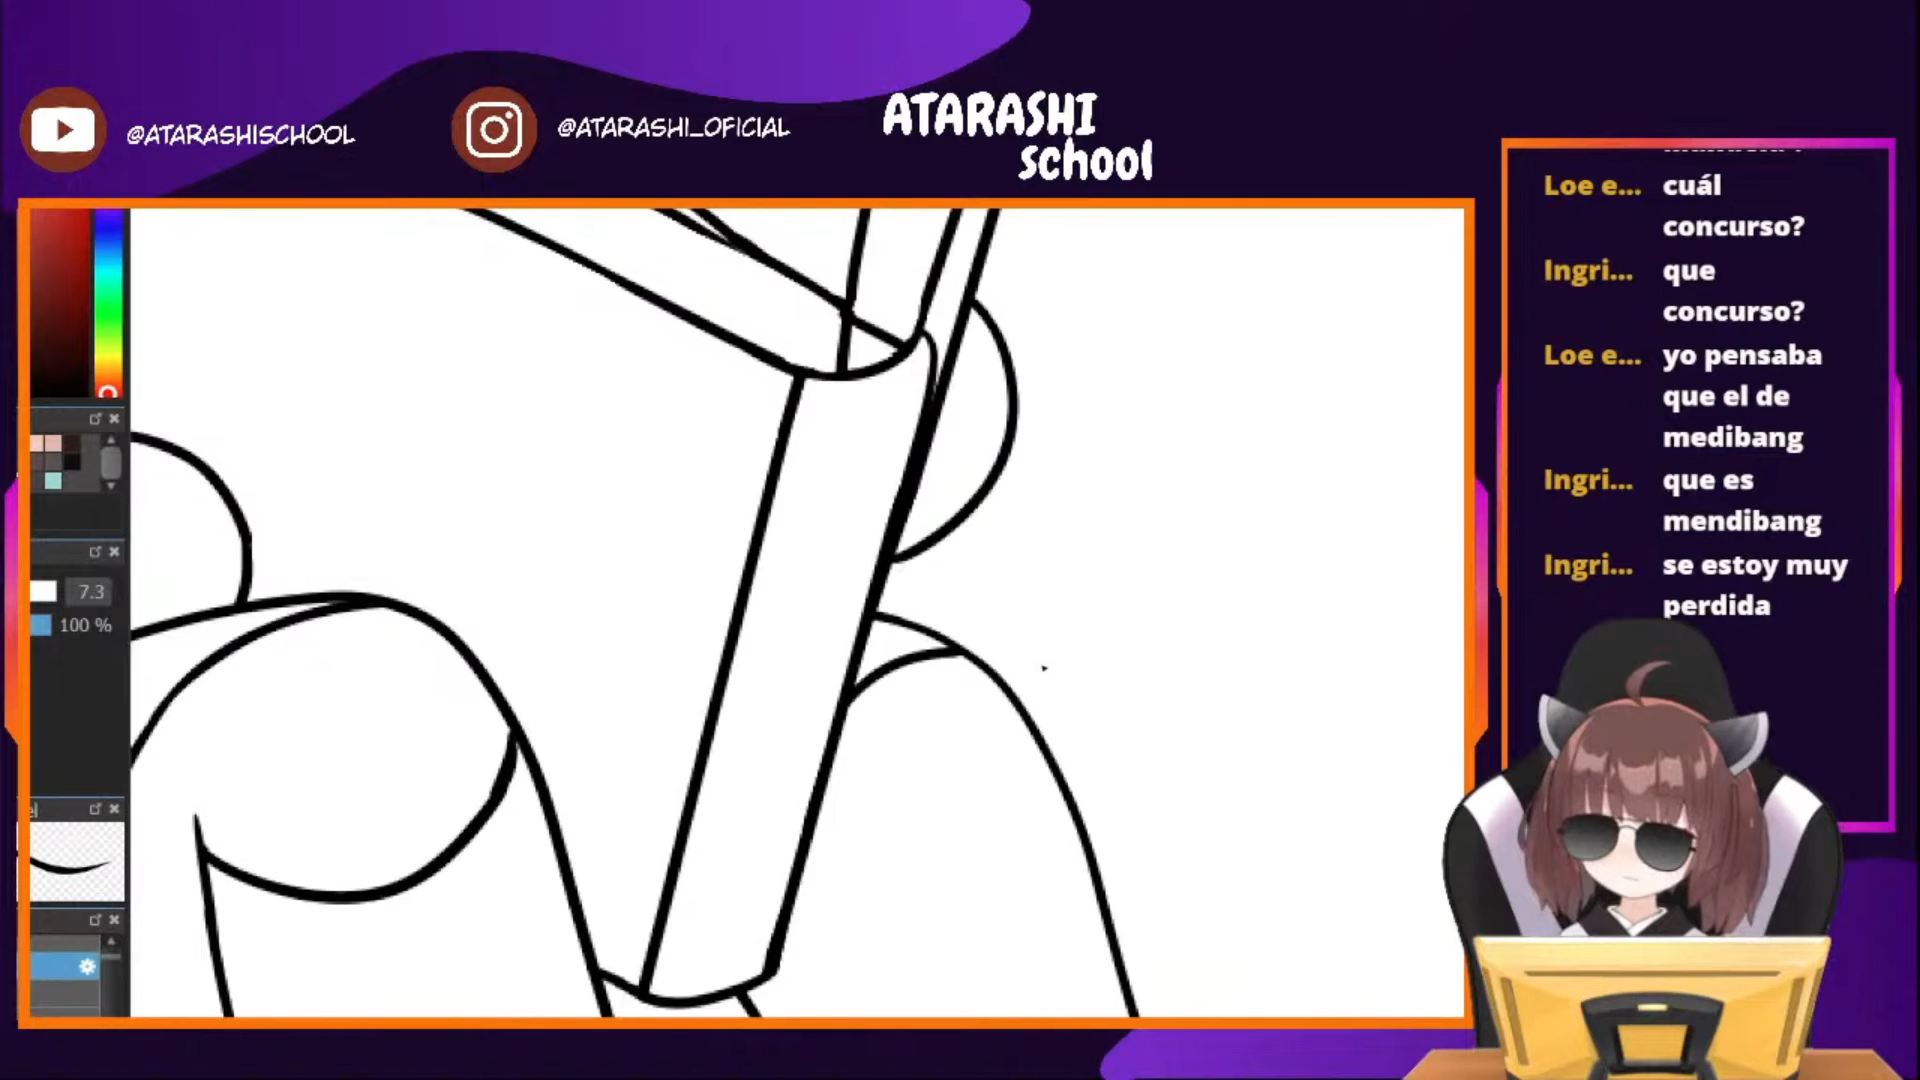 @ATARASHISCHOOL
@ATARASHI_OFICIAL
ATARASHI
school
7.3
100 %
Loe e... cuál
concurso?
Ingri... que
concurso?
Loe e... yo pensaba
que el de
medibang
Ingri... que es
mendibang
Ingri... se estoy muy
perdida